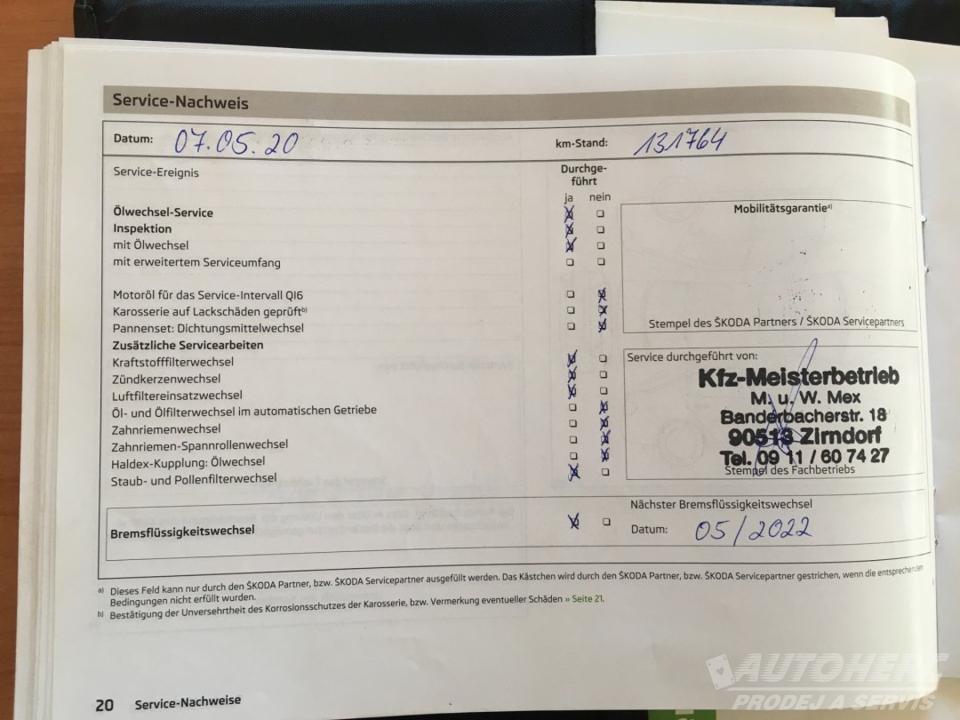 Service-Nachweis
Datum: 07.05.20 km-Stand: 131764
Service-Ereignis
Durchge-
führt
ja nein
Ölwechsel-Service
Inspektion
mit Ölwechsel
mit erweitertem Serviceumfang
Mobilitätsgarantie a)
Motoröl für das Service-Intervall QI6
Karosserie auf Lackschäden geprüft b)
Pannenset: Dichtungsmittelwechsel
Stempel des ŠKODA Partners / ŠKODA Servicepartners
Zusätzliche Servicearbeiten
Kraftstofffilterwechsel
Zündkerzenwechsel
Luftfiltereinsatzwechsel
Öl- und Ölfilterwechsel im automatischen Getriebe
Zahnriemenwechsel
Zahnriemen-Spannrollenwechsel
Haldex-Kupplung: Ölwechsel
Staub- und Pollenfilterwechsel
Service durchgeführt von:
Kfz-Meisterbetrieb
M. u. W. Mex
Banderbacherstr. 18
90513 Zirndorf
Tel. 09 11 / 60 74 27
Stempel des Fachbetriebs
Bremsflüssigkeitswechsel
Nächster Bremsflüssigkeitswechsel
Datum: 05/2022
a) Dieses Feld kann nur durch den ŠKODA Partner, bzw. ŠKODA Servicepartner ausgefüllt werden. Das Kästchen wird durch den ŠKODA Partner, bzw. ŠKODA Servicepartner gestrichen, wenn die entsprechenden
Bedingungen nicht erfüllt wurden.
b) Bestätigung der Unversehrtheit des Korrosionsschutzes der Karosserie, bzw. Vermerkung eventueller Schäden » Seite 21.
20 Service-Nachweise
AUTOHERC
PRODEJ A SERVIS